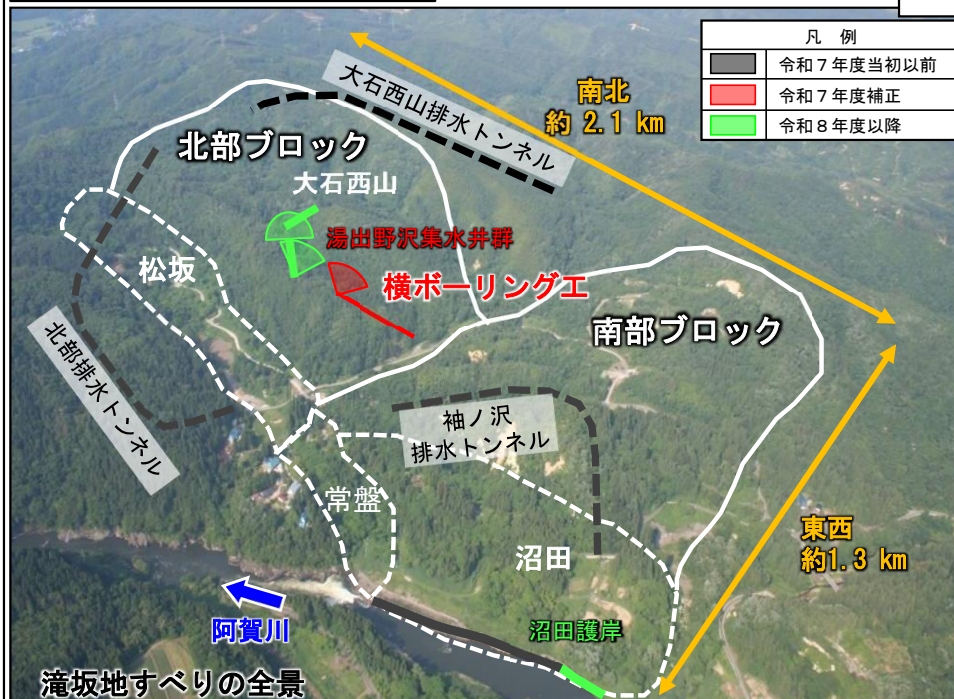 凡 例
令和７年度当初以前
令和７年度補正
令和８年度以降
大石西山排水トンネル
南北
約 2.1 km
北部ブロック
大石西山
湯出野沢集水井群
松坂
横ボーリング工
南部ブロック
北部排水トンネル
袖ノ沢
排水トンネル
常盤
沼田
東西
約1.3 km
阿賀川
沼田護岸
滝坂地すべりの全景